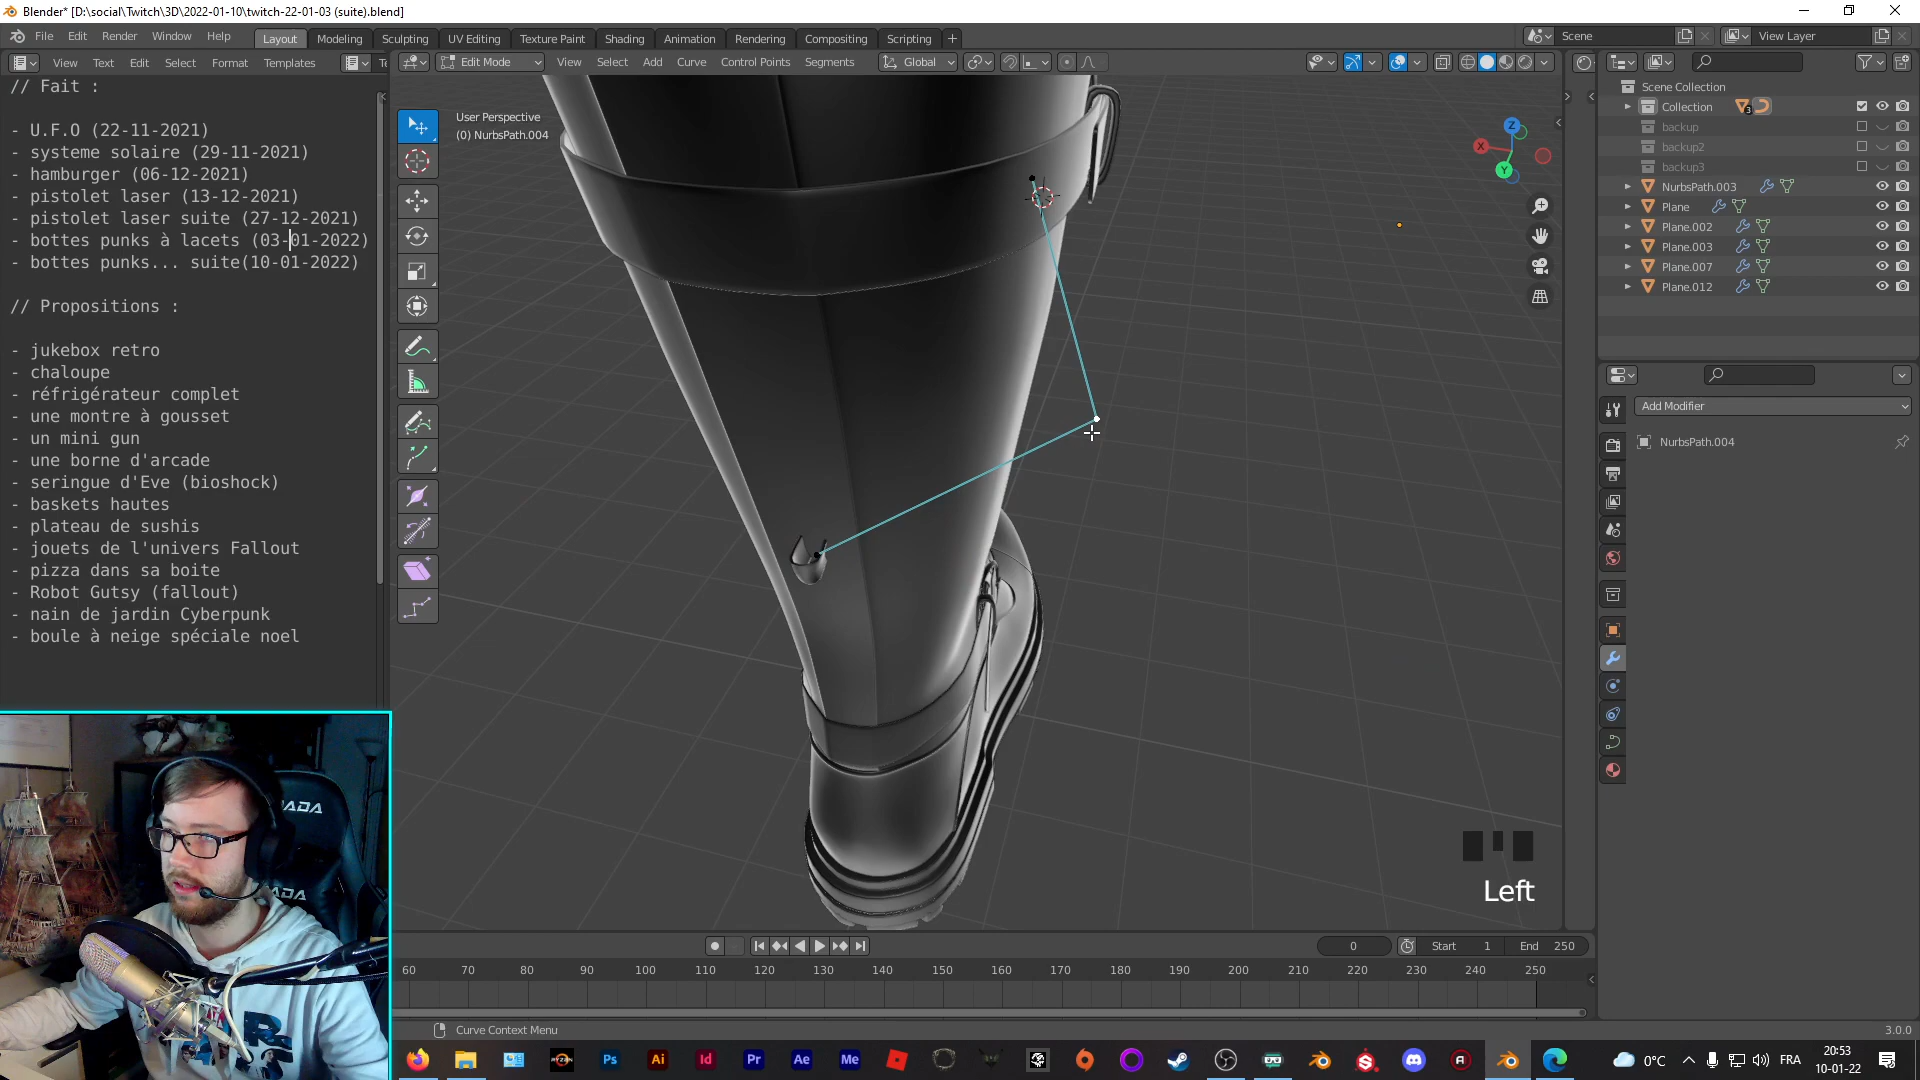 Blender* [D:\social\Twitch\3D\2022-01-10\twitch-22-01-03 (suite).blend]
File Edit Render Window Help
Layout Modeling Sculpting UV Editing Texture Paint Shading Animation Rendering Compositing Scripting
Scene
View Layer
View Text Edit Select Format Templates
Edit Mode View Select Add Curve Control Points Segments Global
// Fait :
- U.F.O (22-11-2021)
- systeme solaire (29-11-2021)
- hamburger (06-12-2021)
- pistolet laser (13-12-2021)
- pistolet laser suite (27-12-2021)
- bottes punks à lacets (03-01-2022)
- bottes punks... suite(10-01-2022)
// Propositions :
- jukebox retro
- chaloupe
- réfrigérateur complet
- une montre à gousset
- un mini gun
- une borne d'arcade
- seringue d'Eve (bioshock)
- baskets hautes
- plateau de sushis
- jouets de l'univers Fallout
- pizza dans sa boite
- Robot Gutsy (fallout)
- nain de jardin Cyberpunk
- boule à neige spéciale noel
User Perspective
(0) NurbsPath.004
Z
X
Y
Scene Collection
Collection 3
backup
backup2
backup3
NurbsPath.003
Plane
Plane.002
Plane.003
Plane.007
Plane.012
Add Modifier
NurbsPath.004
Left
0 Start 1 End 250
60 70 80 90 100 110 120 130 140 150 160 170 180 190 200 210 220 230 240 250
Curve Context Menu
3.0.0
RYZEN Ps Ai Id Pr Ae Me
0°C
FRA
20:53
10-01-22